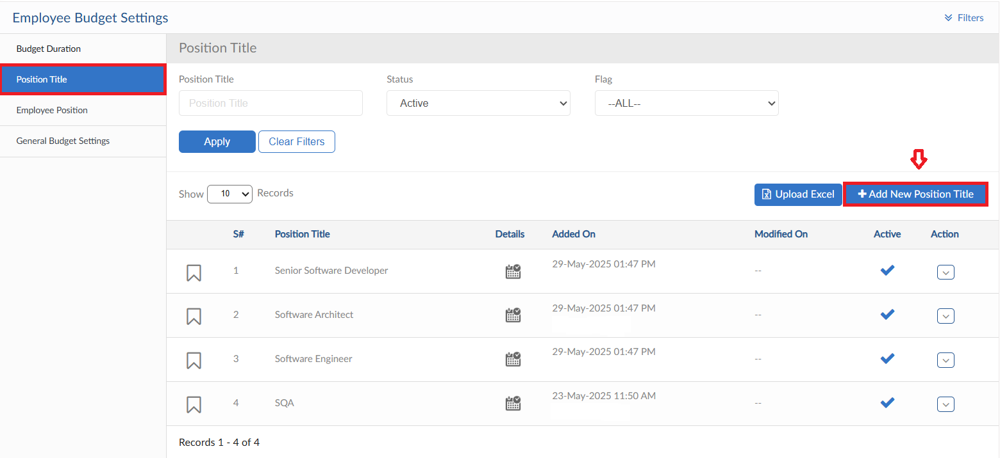 Employee Budget Settings
Filters
Budget Duration
Position Title
Employee Position
General Budget Settings
Position Title
Position Title Status Flag
Position Title Active --ALL--
Apply Clear Filters
Show 10 Records Upload Excel Add New Position Title
S# Position Title Details Added On Modified On Active Action
1 Senior Software Developer 29-May-2025 01:47 PM --
2 Software Architect 29-May-2025 01:47 PM --
3 Software Engineer 29-May-2025 01:47 PM --
4 SQA 23-May-2025 11:50 AM --
Records 1 - 4 of 4